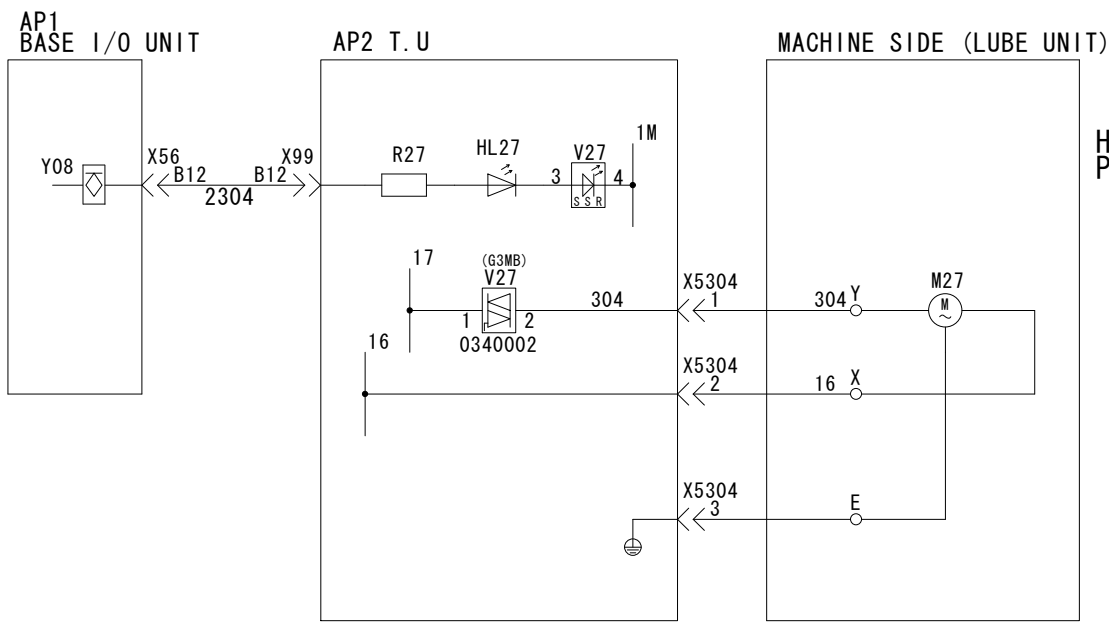 AP1
BASE I/O UNIT
AP2 T.U
MACHINE SIDE (LUBE UNIT)
H
P
Y08
X56
B12
2304
B12
X99
R27
HL27
V27
3
4
SSR
1M
17
(G3MB)
V27
1
2
0340002
304
X5304
1
304
Y
M27
M
~
16
X5304
2
16
X
X5304
3
E